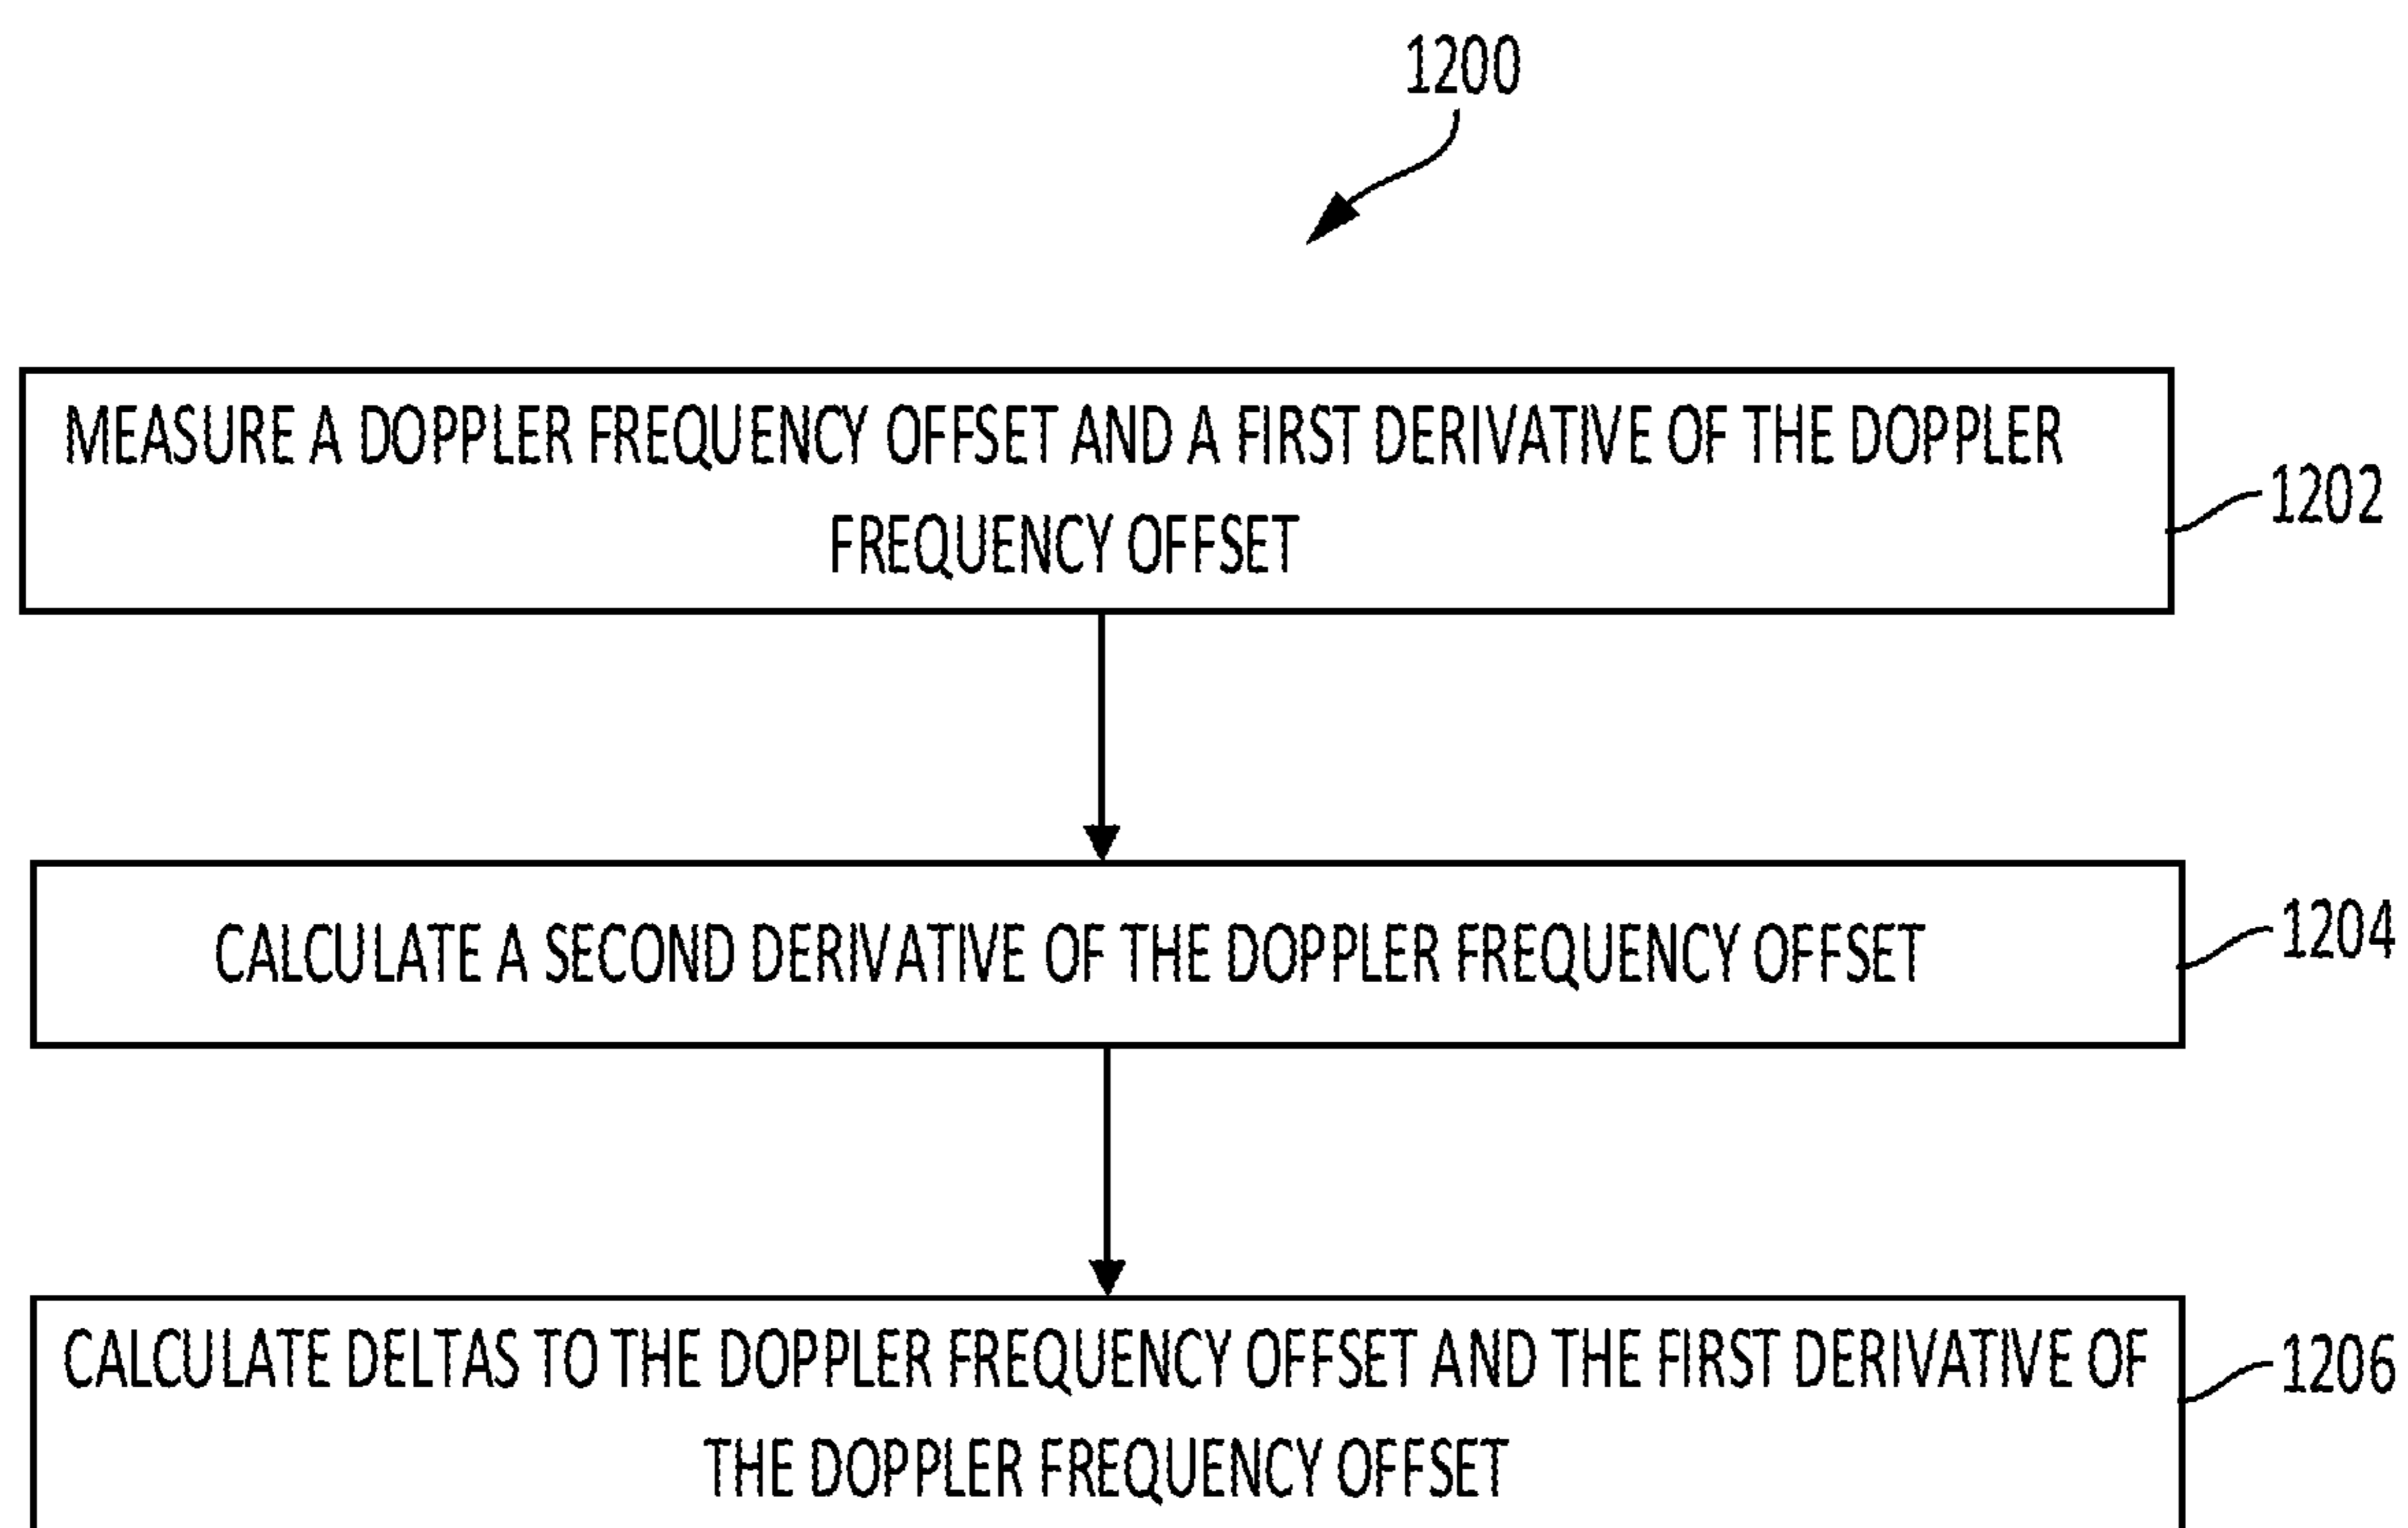 1200
MEASURE A DOPPLER FREQUENCY OFFSET AND A FIRST DERIVATIVE OF THE DOPPLER
FREQUENCY OFFSET
1202
CALCULATE A SECOND DERIVATIVE OF THE DOPPLER FREQUENCY OFFSET
1204
CALCULATE DELTAS TO THE DOPPLER FREQUENCY OFFSET AND THE FIRST DERIVATIVE OF
THE DOPPLER FREQUENCY OFFSET
1206